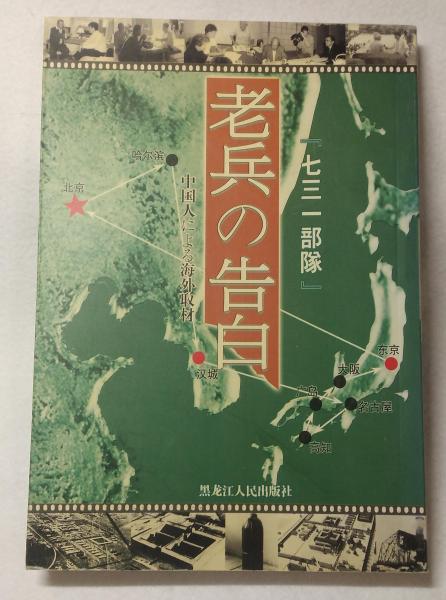 『七三一部隊』
老兵の告白
中国人による海外取材
哈尔滨
北京
汉城
东京
大阪
名古屋
高知
黑龙江人民出版社